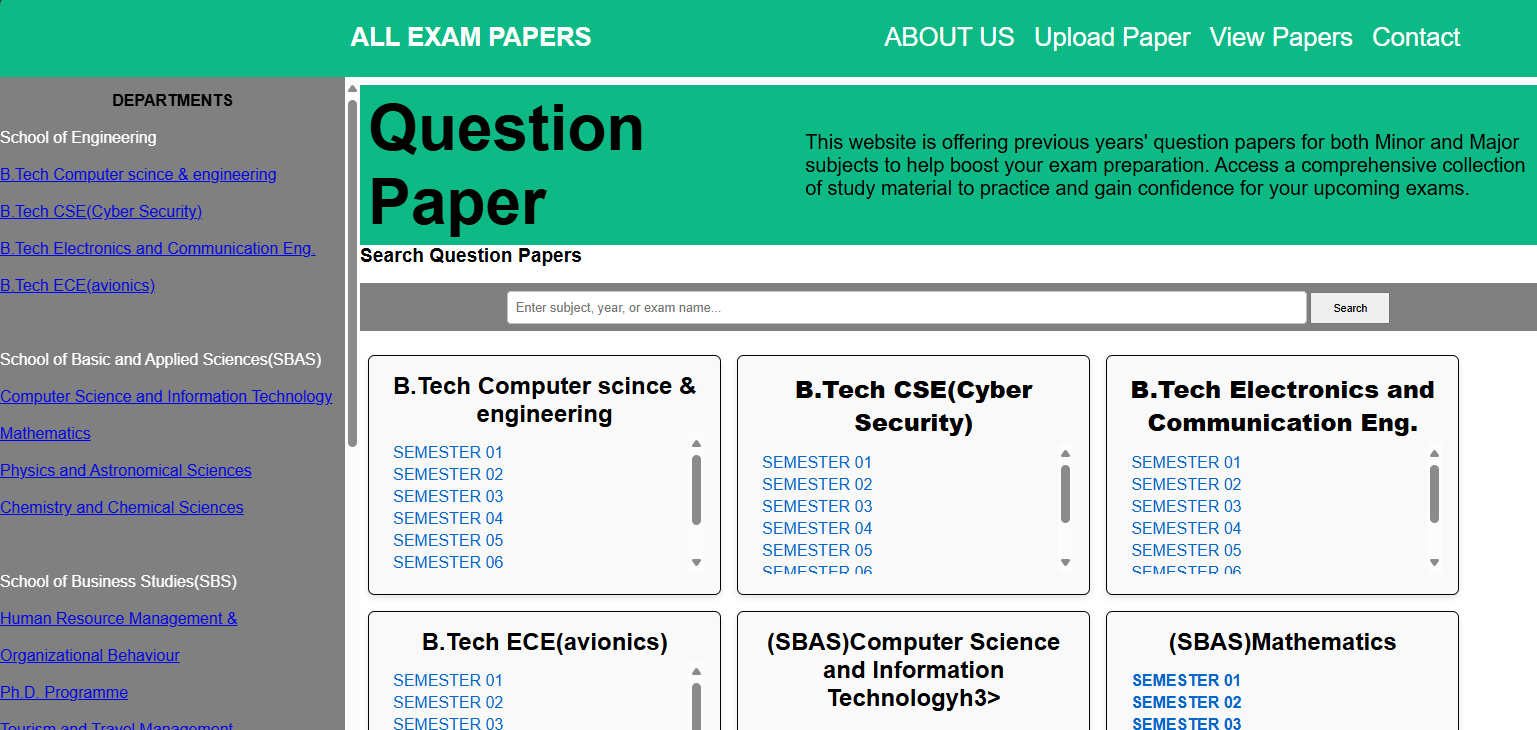 ALL EXAM PAPERS
ABOUT US Upload Paper View Papers Contact
DEPARTMENTS
School of Engineering
B.Tech Computer scince & engineering
B.Tech CSE(Cyber Security)
B.Tech Electronics and Communication Eng.
B.Tech ECE(avionics)
School of Basic and Applied Sciences(SBAS)
Computer Science and Information Technology
Mathematics
Physics and Astronomical Sciences
Chemistry and Chemical Sciences
School of Business Studies(SBS)
Human Resource Management &
Organizational Behaviour
Ph.D. Programme
Tourism and Travel Management
Question
Paper
This website is offering previous years' question papers for both Minor and Major
subjects to help boost your exam preparation. Access a comprehensive collection
of study material to practice and gain confidence for your upcoming exams.
Search Question Papers
Enter subject, year, or exam name...
Search
B.Tech Computer scince &
engineering
SEMESTER 01
SEMESTER 02
SEMESTER 03
SEMESTER 04
SEMESTER 05
SEMESTER 06
B.Tech CSE(Cyber
Security)
SEMESTER 01
SEMESTER 02
SEMESTER 03
SEMESTER 04
SEMESTER 05
SEMESTER 06
B.Tech Electronics and
Communication Eng.
SEMESTER 01
SEMESTER 02
SEMESTER 03
SEMESTER 04
SEMESTER 05
SEMESTER 06
B.Tech ECE(avionics)
SEMESTER 01
SEMESTER 02
SEMESTER 03
(SBAS)Computer Science
and Information
Technologyh3>
(SBAS)Mathematics
SEMESTER 01
SEMESTER 02
SEMESTER 03